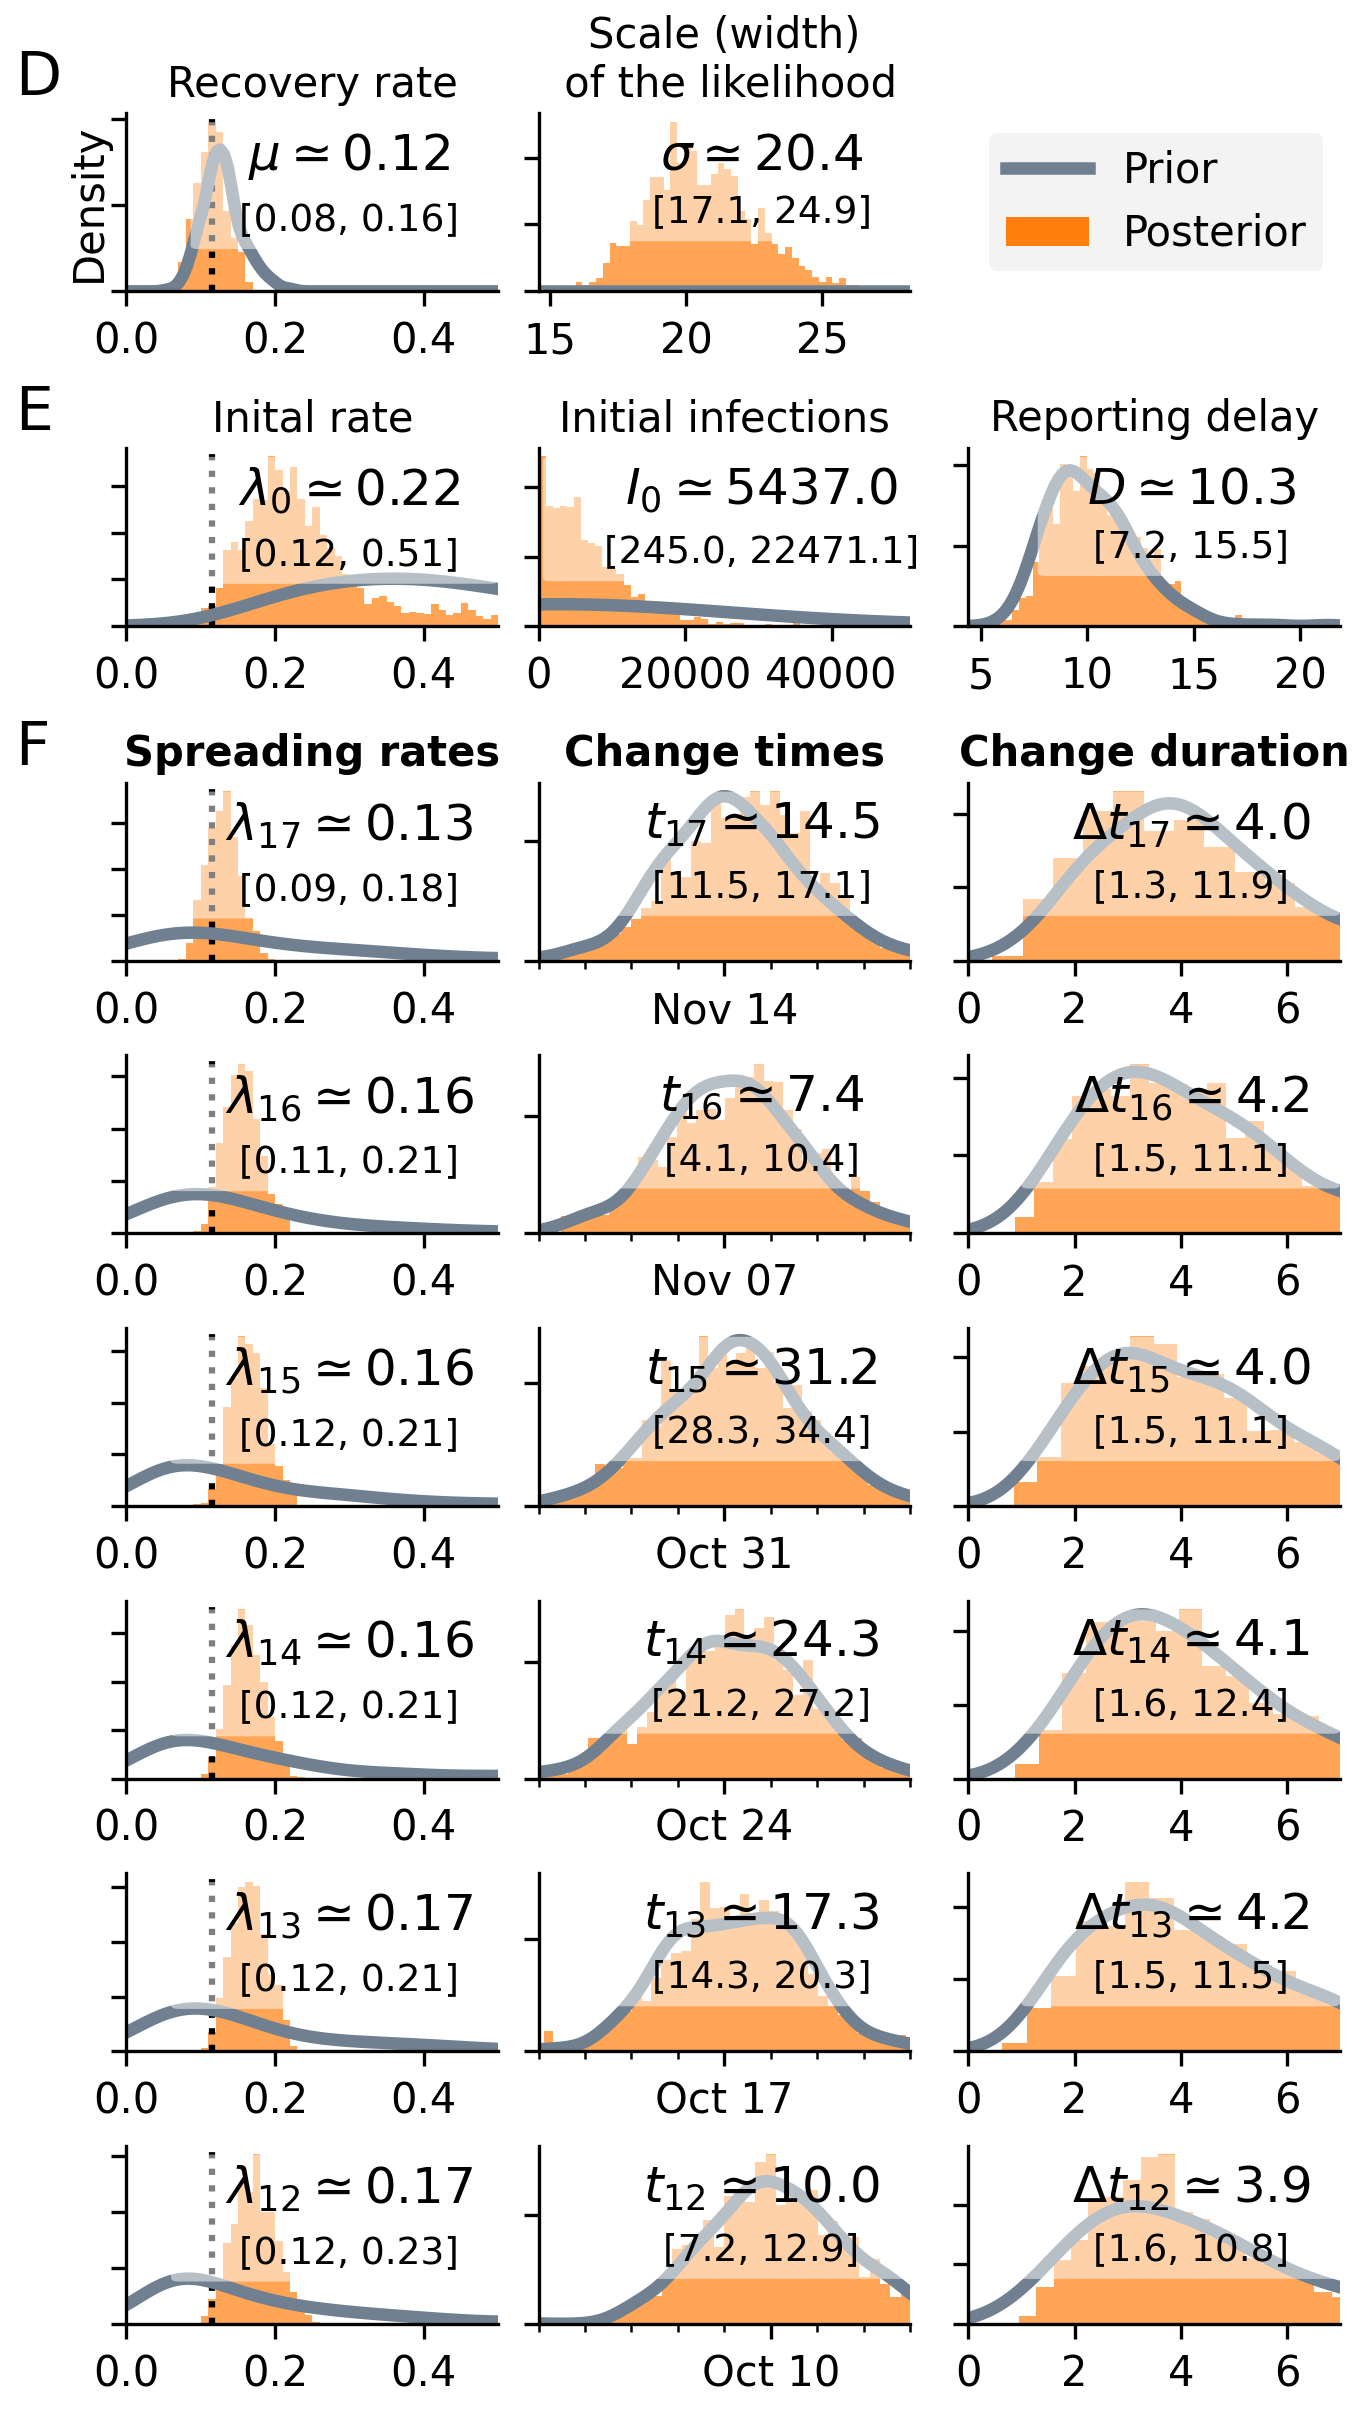 D
Recovery rate
Scale (width)
of the likelihood
Density
μ ≃ 0.12
[0.08, 0.16]
0.0 0.2 0.4
σ ≃ 20.4
[17.1, 24.9]
15 20 25
Prior
Posterior
E
Inital rate
λ0 ≃ 0.22
[0.12, 0.51]
0.0 0.2 0.4
Initial infections
I0 ≃ 5437.0
[245.0, 22471.1]
0 20000 40000
Reporting delay
D ≃ 10.3
[7.2, 15.5]
5 10 15 20
F
Spreading rates
Change times
Change duration
λ17 ≃ 0.13
[0.09, 0.18]
0.0 0.2 0.4
t17 ≃ 14.5
[11.5, 17.1]
Nov 14
Δt17 ≃ 4.0
[1.3, 11.9]
0 2 4 6
λ16 ≃ 0.16
[0.11, 0.21]
0.0 0.2 0.4
t16 ≃ 7.4
[4.1, 10.4]
Nov 07
Δt16 ≃ 4.2
[1.5, 11.1]
0 2 4 6
λ15 ≃ 0.16
[0.12, 0.21]
0.0 0.2 0.4
t15 ≃ 31.2
[28.3, 34.4]
Oct 31
Δt15 ≃ 4.0
[1.5, 11.1]
0 2 4 6
λ14 ≃ 0.16
[0.12, 0.21]
0.0 0.2 0.4
t14 ≃ 24.3
[21.2, 27.2]
Oct 24
Δt14 ≃ 4.1
[1.6, 12.4]
0 2 4 6
λ13 ≃ 0.17
[0.12, 0.21]
0.0 0.2 0.4
t13 ≃ 17.3
[14.3, 20.3]
Oct 17
Δt13 ≃ 4.2
[1.5, 11.5]
0 2 4 6
λ12 ≃ 0.17
[0.12, 0.23]
0.0 0.2 0.4
t12 ≃ 10.0
[7.2, 12.9]
Oct 10
Δt12 ≃ 3.9
[1.6, 10.8]
0 2 4 6